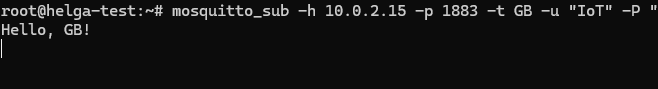 root@helga-test:~# mosquitto_sub -h 10.0.2.15 -p 1883 -t GB -u "IoT" -P "
Hello, GB!